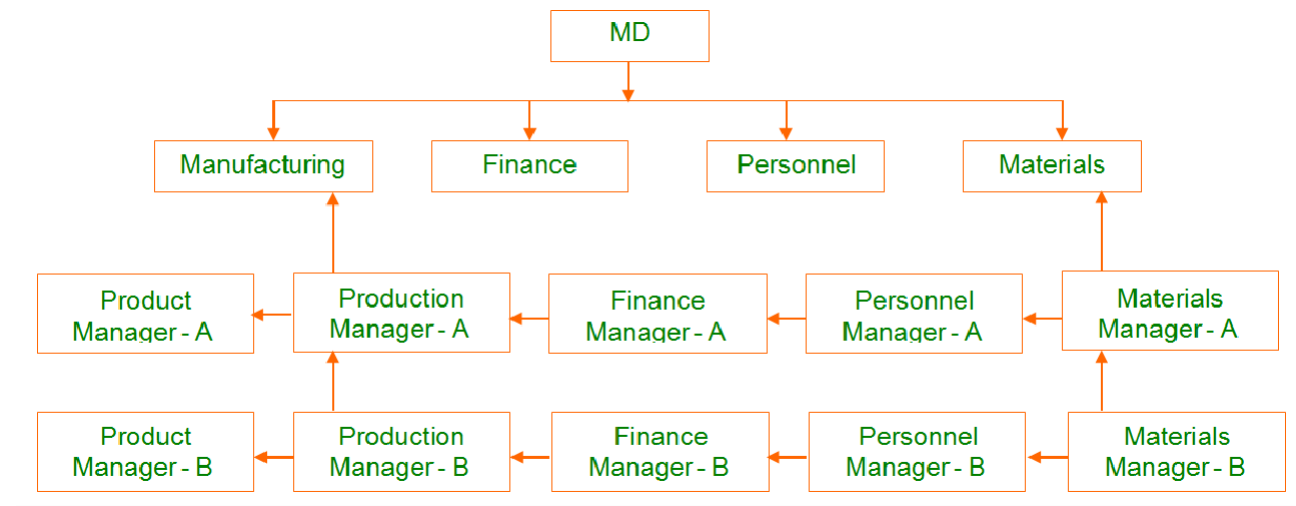 MD
Manufacturing
Finance
Personnel
Materials
Product
Manager - A
Production
Manager - A
Finance
Manager - A
Personnel
Manager - A
Materials
Manager - A
Product
Manager - B
Production
Manager - B
Finance
Manager - B
Personnel
Manager - B
Materials
Manager - B